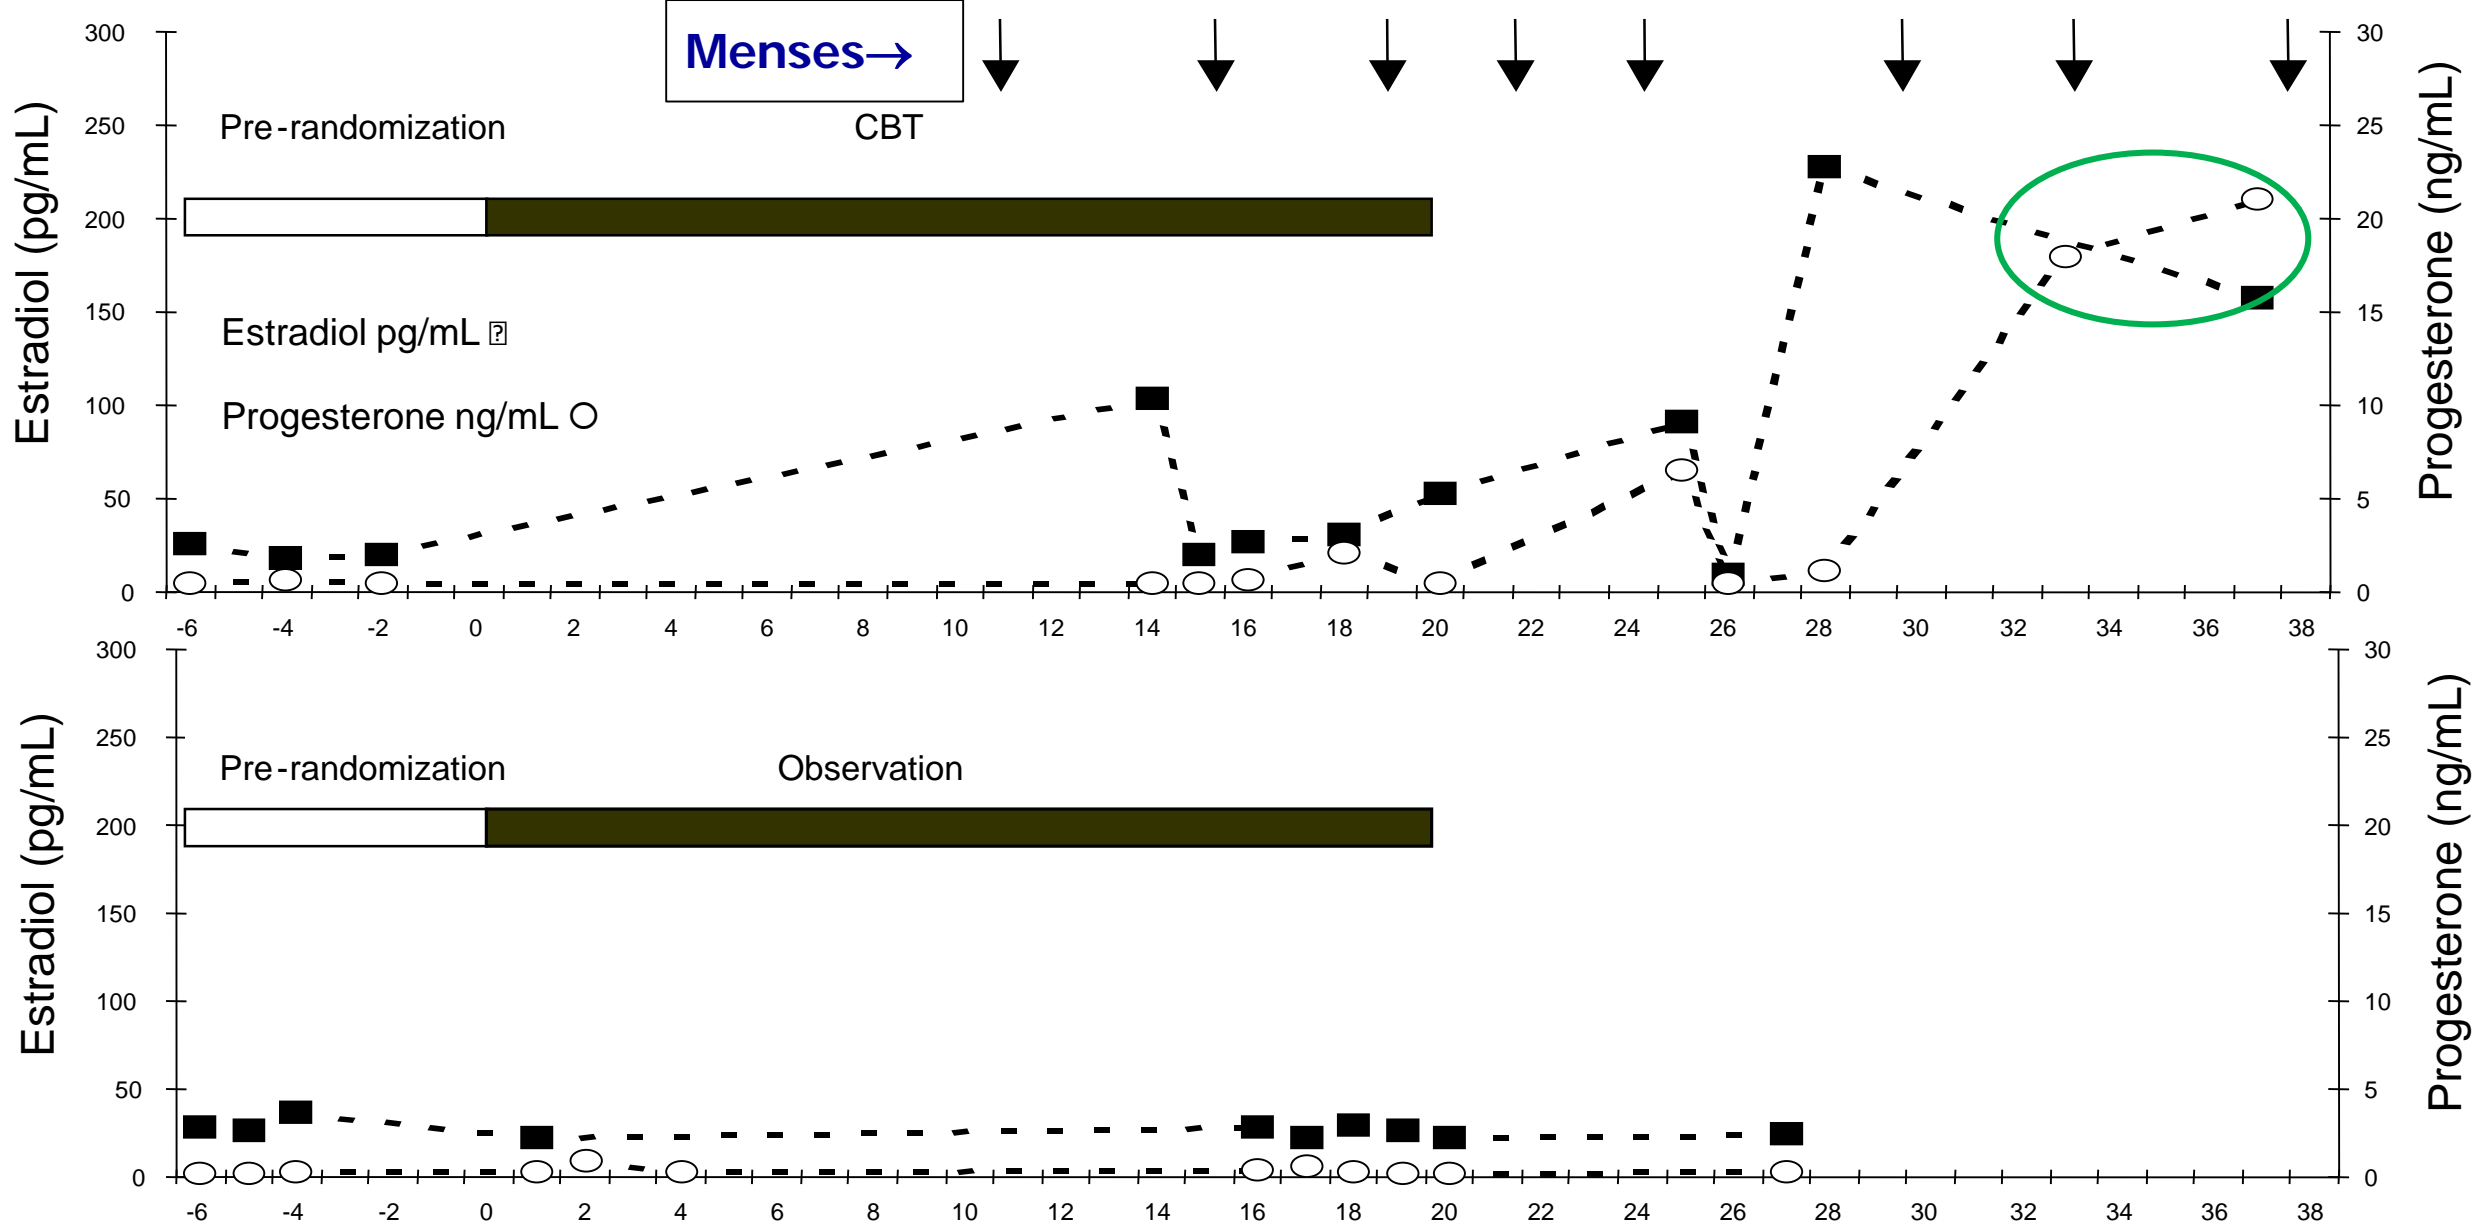 Menses→
300
250
200
150
100
50
0
Estradiol (pg/mL)
Pre-randomization
CBT
Estradiol pg/mL ⍰
Progesterone ng/mL ○
30
25
20
15
10
5
0
Progesterone (ng/mL)
-6 -4 -2 0 2 4 6 8 10 12 14 16 18 20 22 24 26 28 30 32 34 36 38
300
250
200
150
100
50
0
Estradiol (pg/mL)
Pre-randomization
Observation
30
25
20
15
10
5
0
Progesterone (ng/mL)
-6 -4 -2 0 2 4 6 8 10 12 14 16 18 20 22 24 26 28 30 32 34 36 38